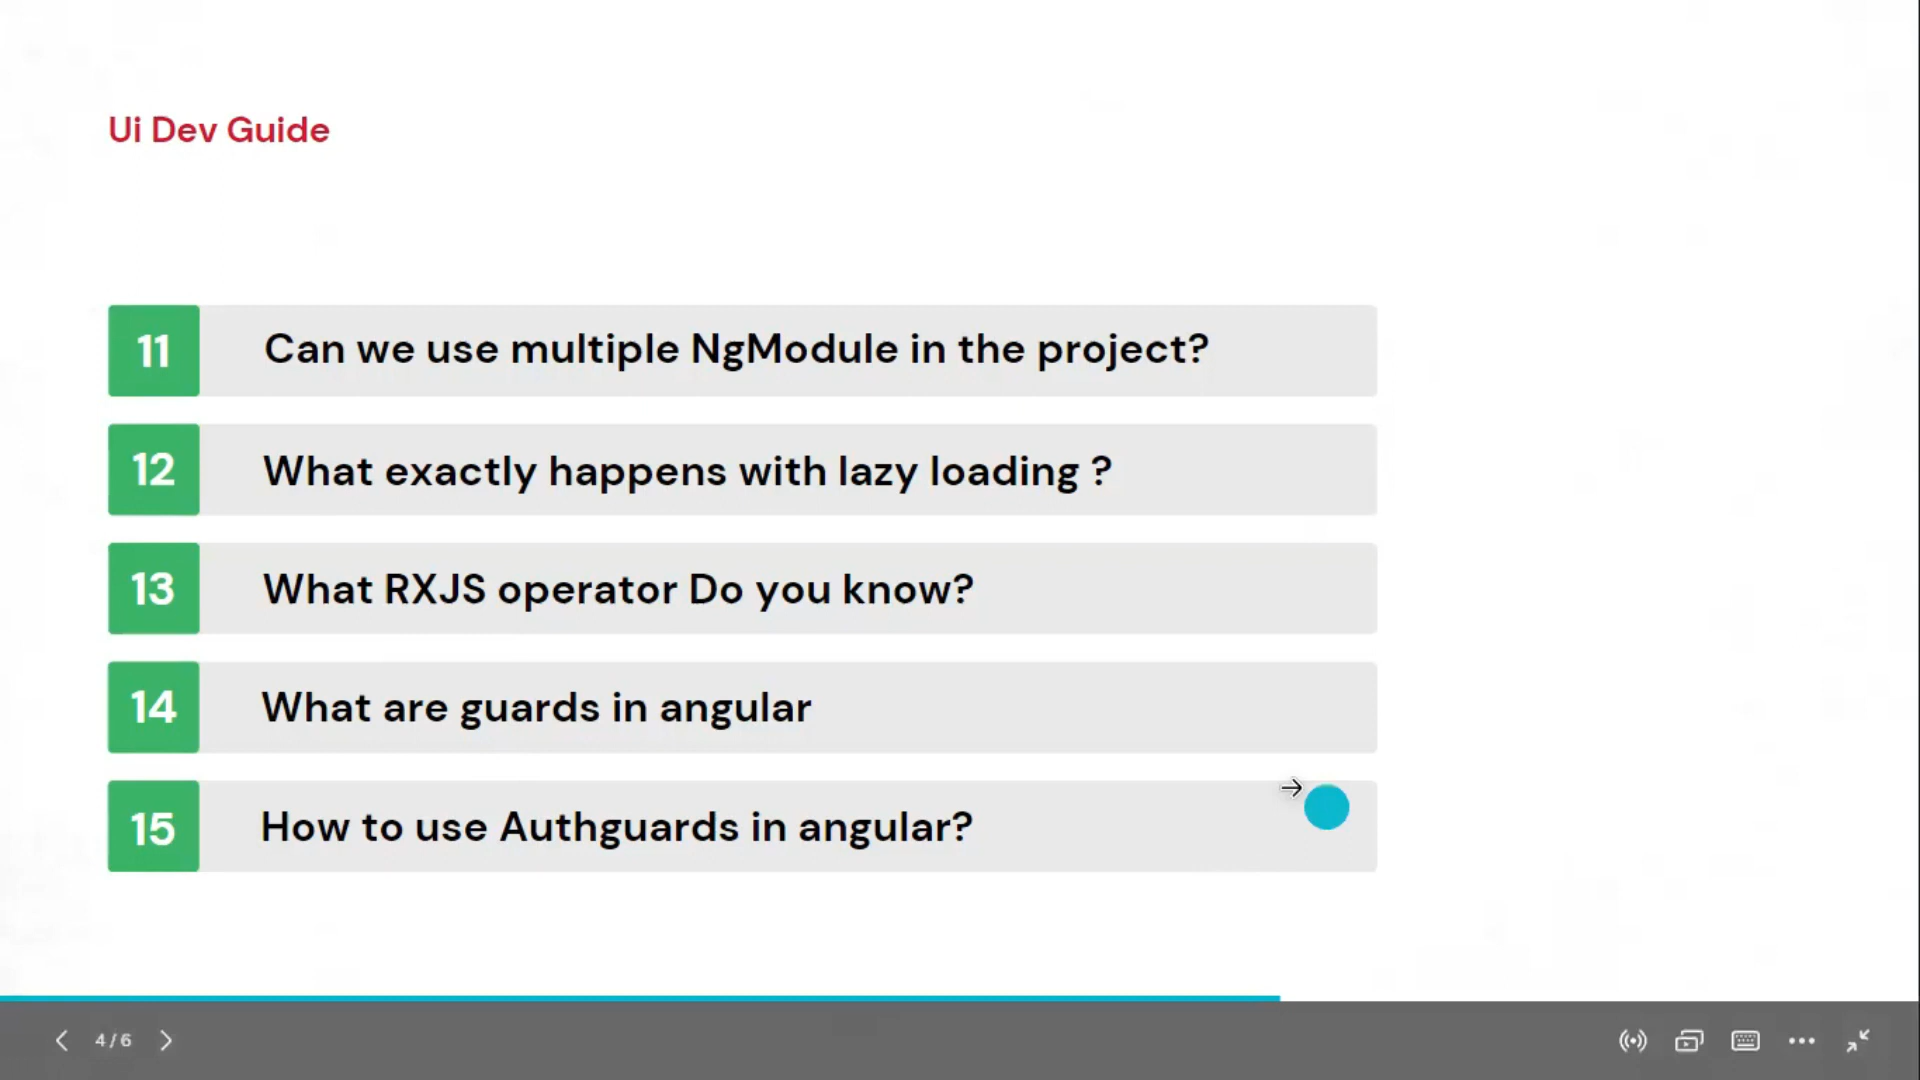 Ui Dev Guide
11 Can we use multiple NgModule in the project?
12 What exactly happens with lazy loading ?
13 What RXJS operator Do you know?
14 What are guards in angular
15 How to use Authguards in angular?
4 / 6